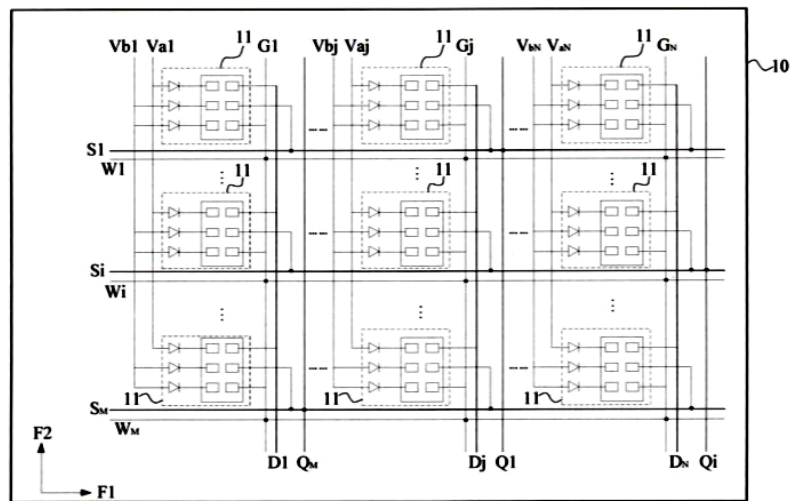 11 11 11
Vb1 Va1 G1 Vbj Vaj Gj VbN VaN GN
10
S1
W1
11 11 11
Si
Wi
SM
11 11 11
WM
F2
D1 QM Dj Q1 DN Qi
F1